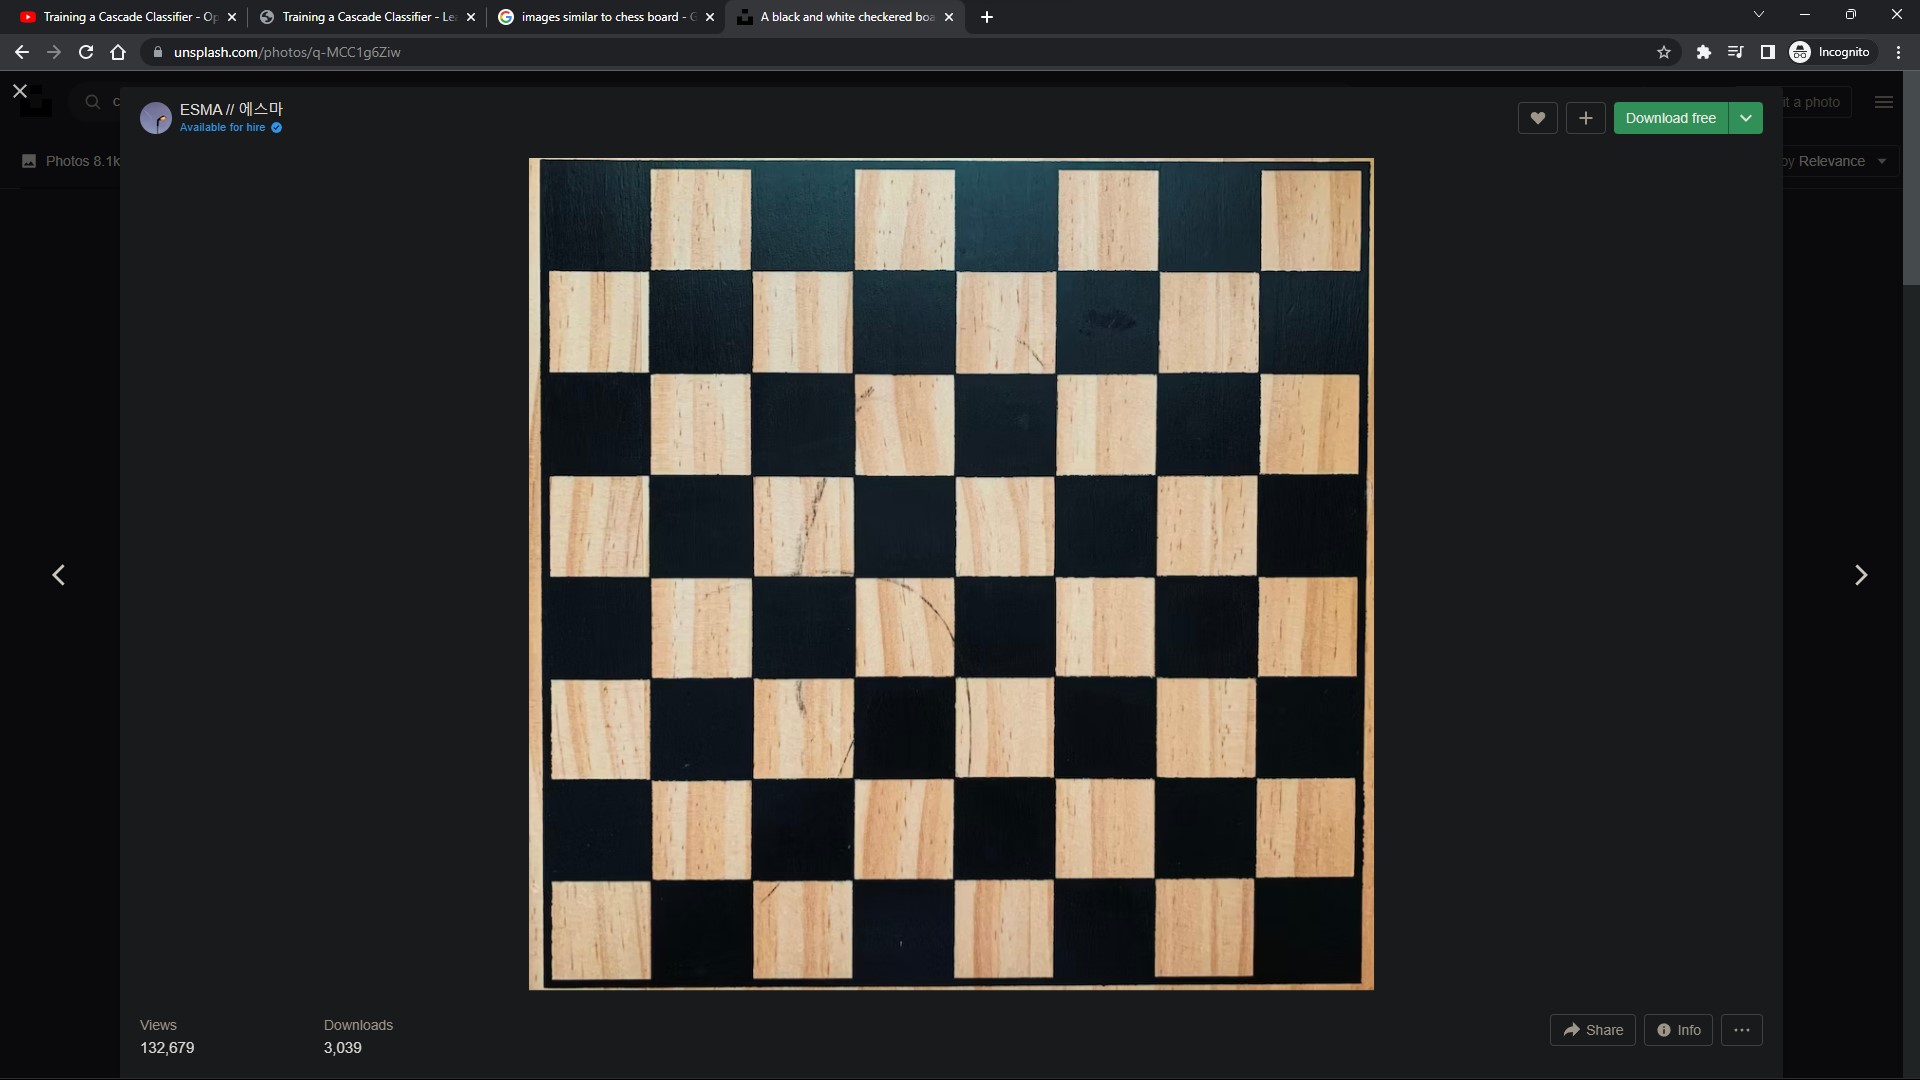 Training a Cascade Classifier - Op
Training a Cascade Classifier - Le
images similar to chess board - G
A black and white checkered boa
unsplash.com/photos/q-MCC1g6Ziw
Incognito
ESMA // 에스마
Available for hire
Download free
it a photo
Photos 8.1k
by Relevance
Views
Downloads
132,679
3,039
Share
Info